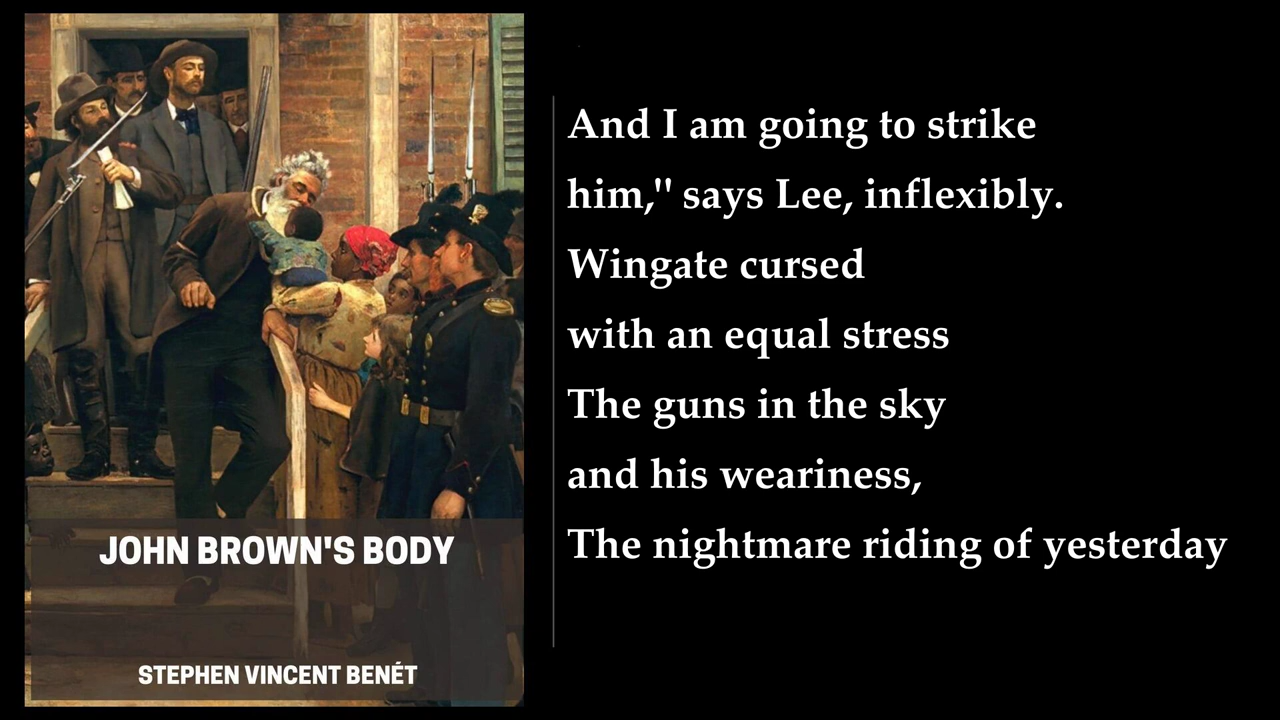 JOHN BROWN'S BODY
STEPHEN VINCENT BENÉT
And I am going to strike
him," says Lee, inflexibly.
Wingate cursed
with an equal stress
The guns in the sky
and his weariness,
The nightmare riding of yesterday